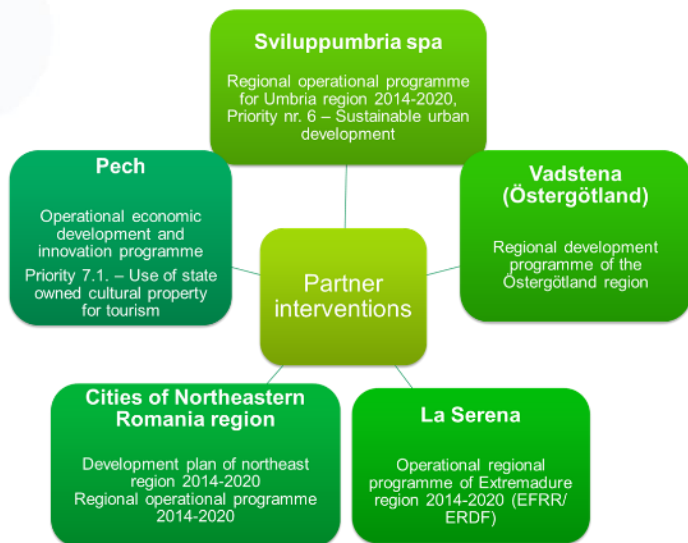 Sviluppumbria spa
Regional operational programme
for Umbria region 2014-2020,
Priority nr. 6 – Sustainable urban
development
Pech
Operational economic
development and
innovation programme
Priority 7.1. – Use of state
owned cultural property
for tourism
Vadstena
(Östergötland)
Regional development
programme of the
Östergötland region
Partner
interventions
Cities of Northeastern
Romania region
Development plan of northeast
region 2014-2020
Regional operational programme
2014-2020
La Serena
Operational regional
programme of Extremadure
region 2014-2020 (EFRR/
ERDF)